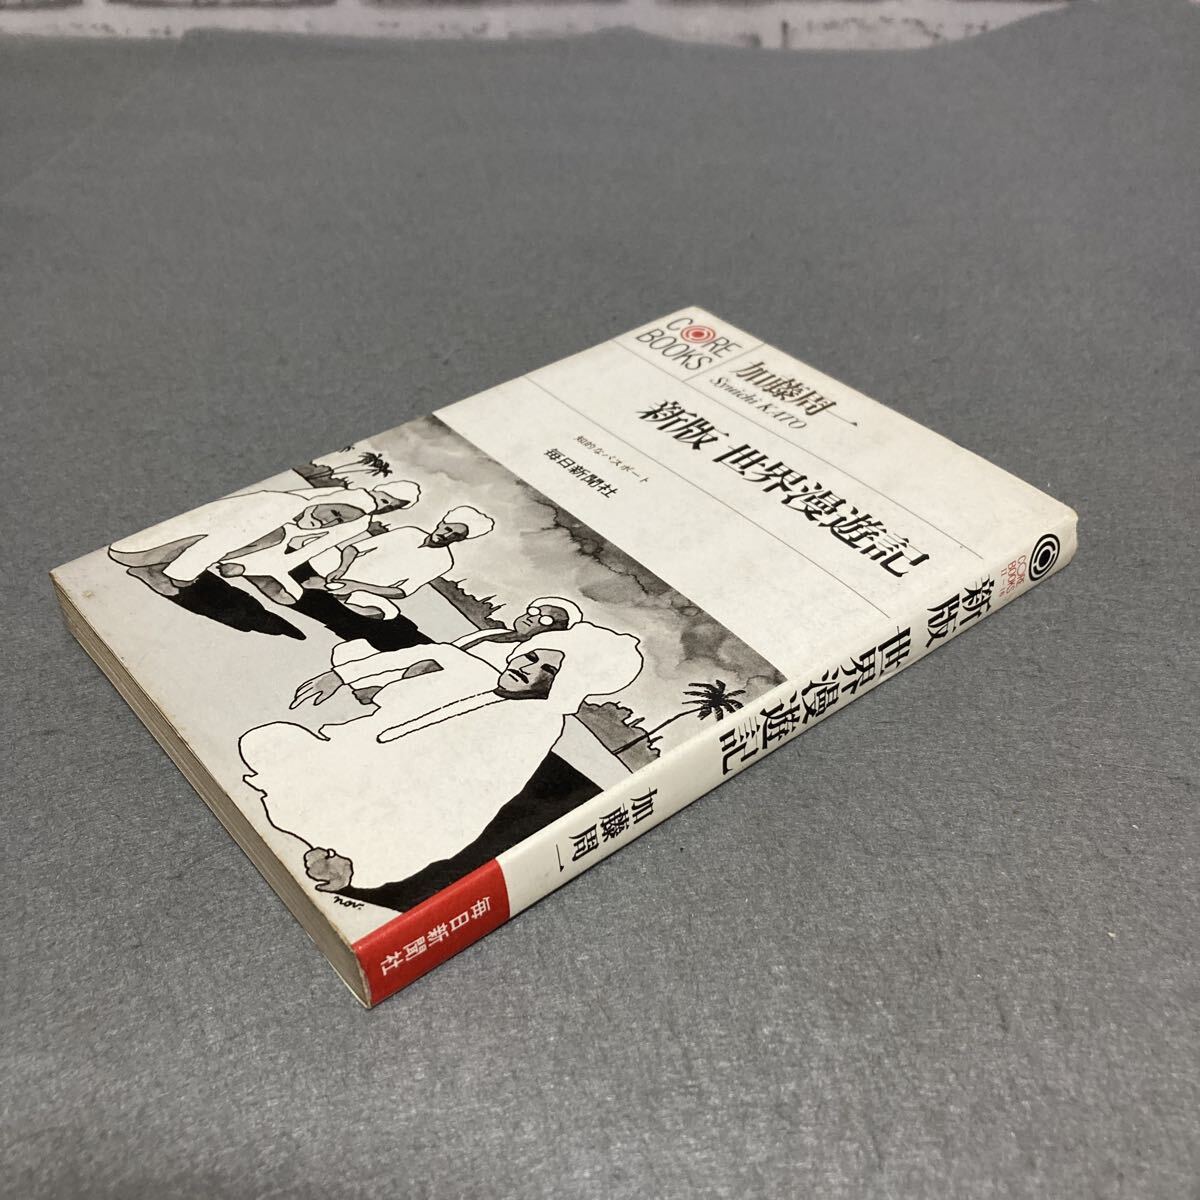 CORE
BOOKS
加藤周一
Syuichi KATO
新版 世界漫遊記
知的なパスポート
毎日新聞社
nov.
CORE
BOOKS
新版 世界漫遊記
加藤周一
毎日新聞社